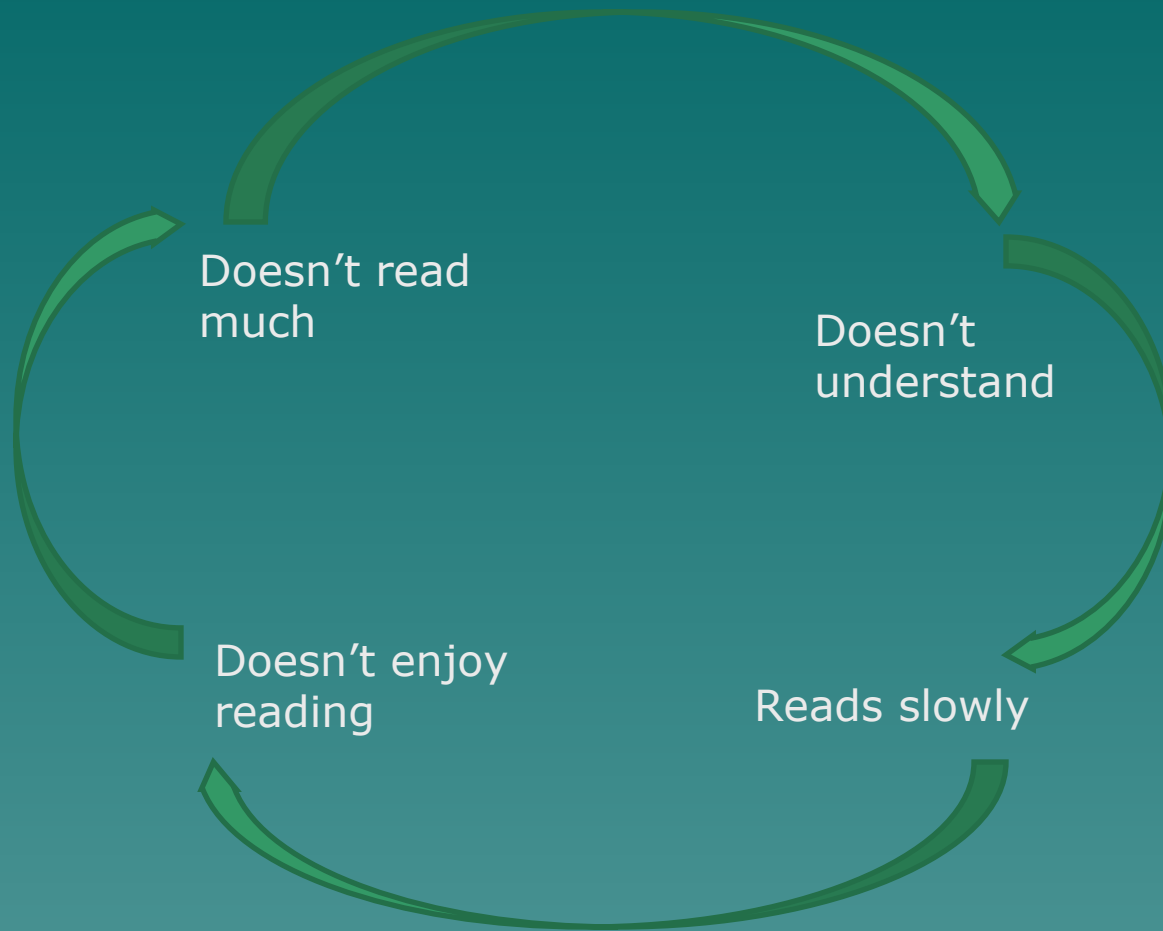 Doesn’t read
much
Doesn’t
understand
Doesn’t enjoy
reading
Reads slowly